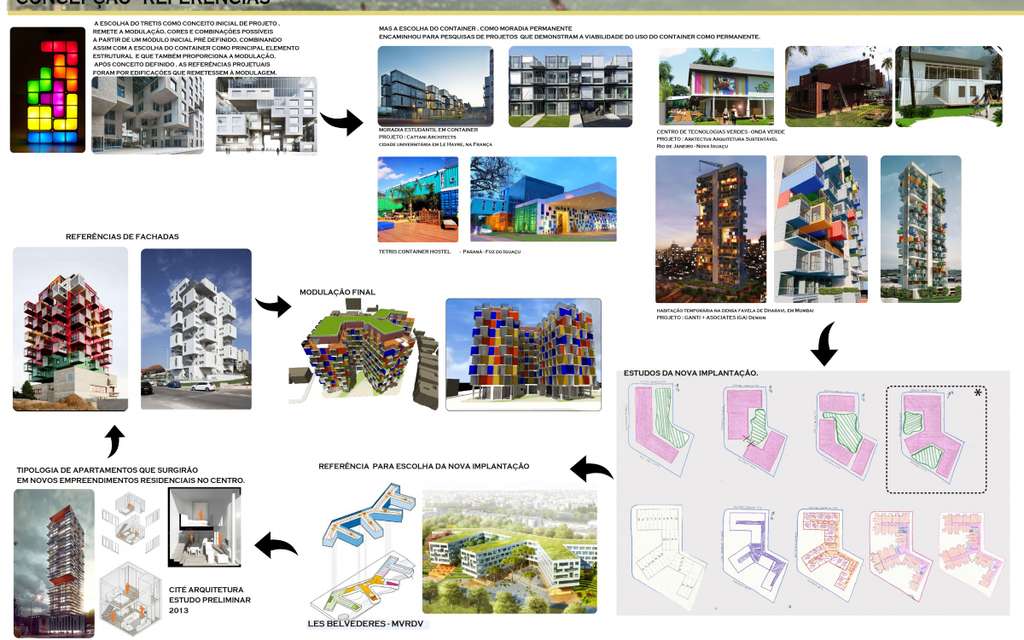 CONCEPÇÃO - REFERÊNCIAS
A ESCOLHA DO TRETIS COMO CONCEITO INICIAL DE PROJETO .
REMETE A MODULAÇÃO, CORES E COMBINAÇÕES POSSÍVEIS
A PARTIR DE UM MÓDULO INICIAL PRÉ DEFINDO. COMBINANDO
ASSIM COM A ESCOLHA DO CONTAINER COMO PRINCIPAL ELEMENTO
ESTRUTURAL E QUE TAMBÉM PROPORCIONA A MODULAÇÃO.
APÓS CONCEITO DEFINIDO , AS REFERÊNCIAS PROJETUAIS
FORAM POR EDIFICAÇÕES QUE REMETESSEM À MODULAGEM.
MAS A ESCOLHA DO CONTAINER , COMO MORADIA PERMANENTE
ENCAMINHOU PARA PESQUISAS DE PROJETOS QUE DEMONSTRAM A VIABILIDADE DO USO DO CONTAINER COMO PERMANENTE.
MORADIA ESTUDANTIL EM CONTAINER
PROJETO : CATTANI ARCHITECTS
CIDADE UNIVERSITÁRIA EM LE HAVRE, NA FRANÇA
CENTRO DE TECNOLOGIAS VERDES - ONDA VERDE
PROJETO : ARKTECTUS ARQUITETURA SUSTENTÁVEL
RIO DE JANEIRO - NOVA IGUAÇU
TETRIS CONTAINER HOSTEL - PARANÁ - FOZ DO IGUAÇU
HABITAÇÃO TEMPORÁRIA NA DENSA FAVELA DE DHARAVI, EM MUMBAI
PROJETO : GANTI + ASOCIATES (GA) DESIGN
REFERÊNCIAS DE FACHADAS
MODULAÇÃO FINAL
ESTUDOS DA NOVA IMPLANTAÇÃO.
*
REFERÊNCIA PARA ESCOLHA DA NOVA IMPLANTAÇÃO
LES BELVEDERES - MVRDV
TIPOLOGIA DE APARTAMENTOS QUE SURGIRÃO
EM NOVOS EMPREENDIMENTOS RESIDENCIAIS NO CENTRO.
CITÉ ARQUITETURA
ESTUDO PRELIMINAR
2013